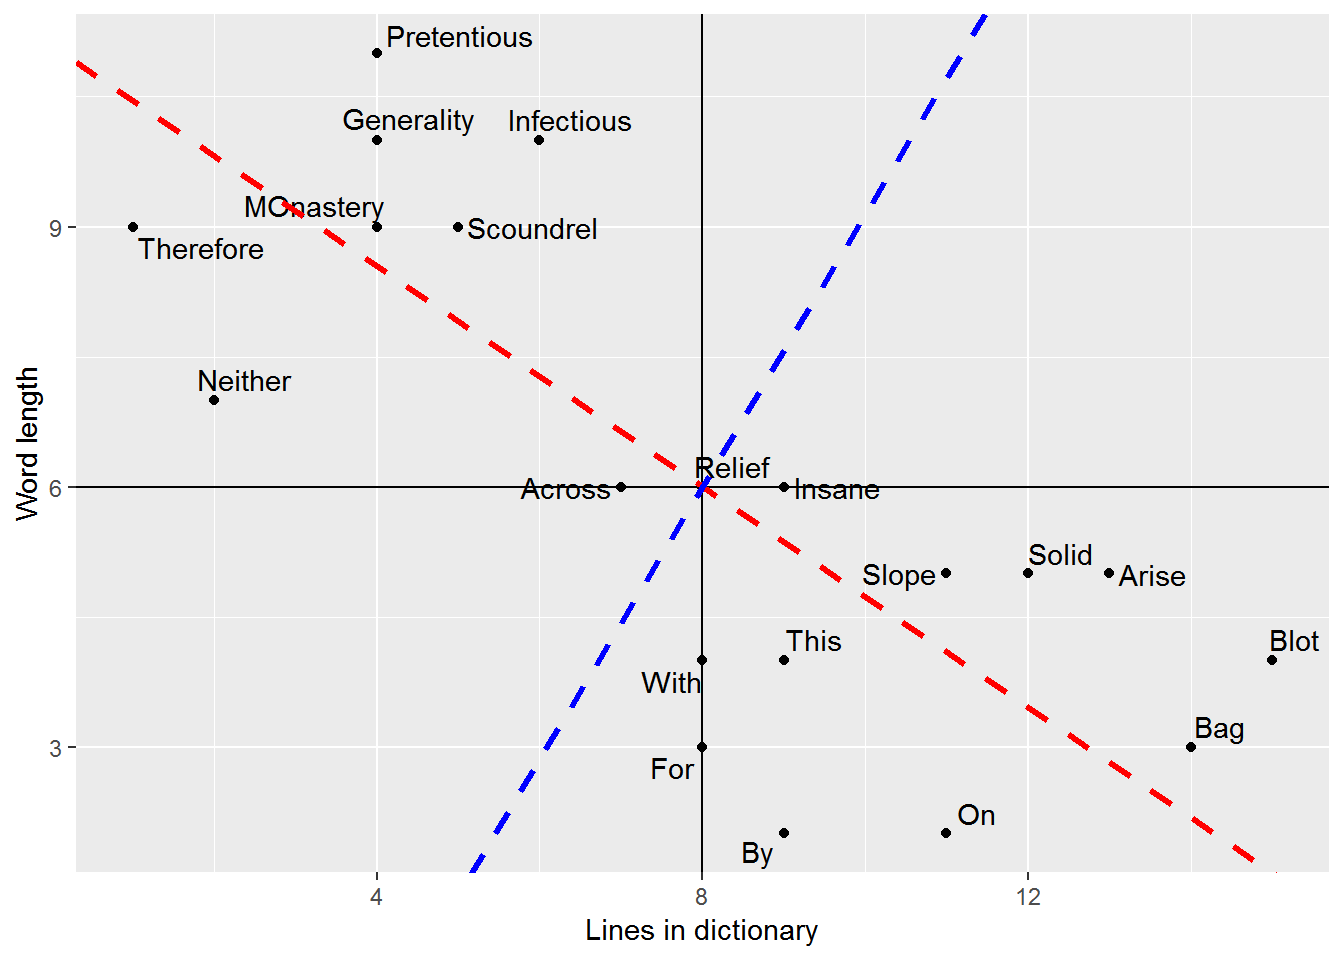 Pretentious
Generality
Infectious
MOnastery
Scoundrel
Therefore
Neither
Relief
Across
Insane
Slope
Solid
Arise
This
Blot
With
Bag
For
On
By
9
6
3
4
8
12
Word length
Lines in dictionary